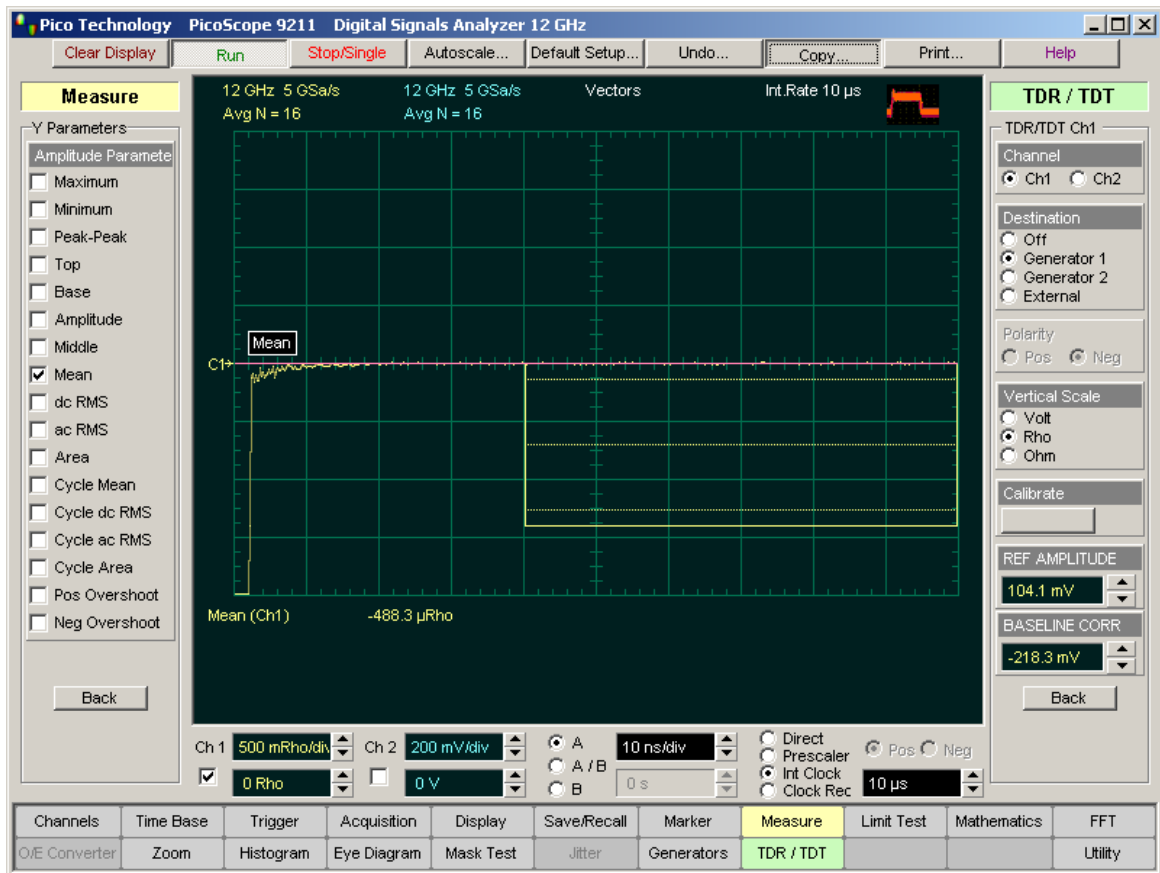 Pico Technology PicoScope 9211 Digital Signals Analyzer 12 GHz
Clear Display Run Stop/Single Autoscale... Default Setup... Undo... Copy... Print... Help
Measure
Y Parameters
Amplitude Paramete
Maximum
Minimum
Peak-Peak
Top
Base
Amplitude
Middle
Mean
dc RMS
ac RMS
Area
Cycle Mean
Cycle dc RMS
Cycle ac RMS
Cycle Area
Pos Overshoot
Neg Overshoot
Back
12 GHz 5 GSa/s 12 GHz 5 GSa/s Vectors Int.Rate 10 µs
Avg N = 16 Avg N = 16
Mean
C1
Mean (Ch1) -488.3 µRho
TDR / TDT
TDR/TDT Ch1
Channel
Ch1 Ch2
Destination
Off
Generator 1
Generator 2
External
Polarity
Pos Neg
Vertical Scale
Volt
Rho
Ohm
Calibrate
REF AMPLITUDE
104.1 mV
BASELINE CORR
-218.3 mV
Back
Ch 1 500 mRho/div Ch 2 200 mV/div A 10 ns/div Direct Pos Neg
A / B Prescaler
0 Rho 0 V B 0 s Int Clock 10 µs
Clock Rec
Channels Time Base Trigger Acquisition Display Save/Recall Marker Measure Limit Test Mathematics FFT
O/E Converter Zoom Histogram Eye Diagram Mask Test Jitter Generators TDR / TDT Utility